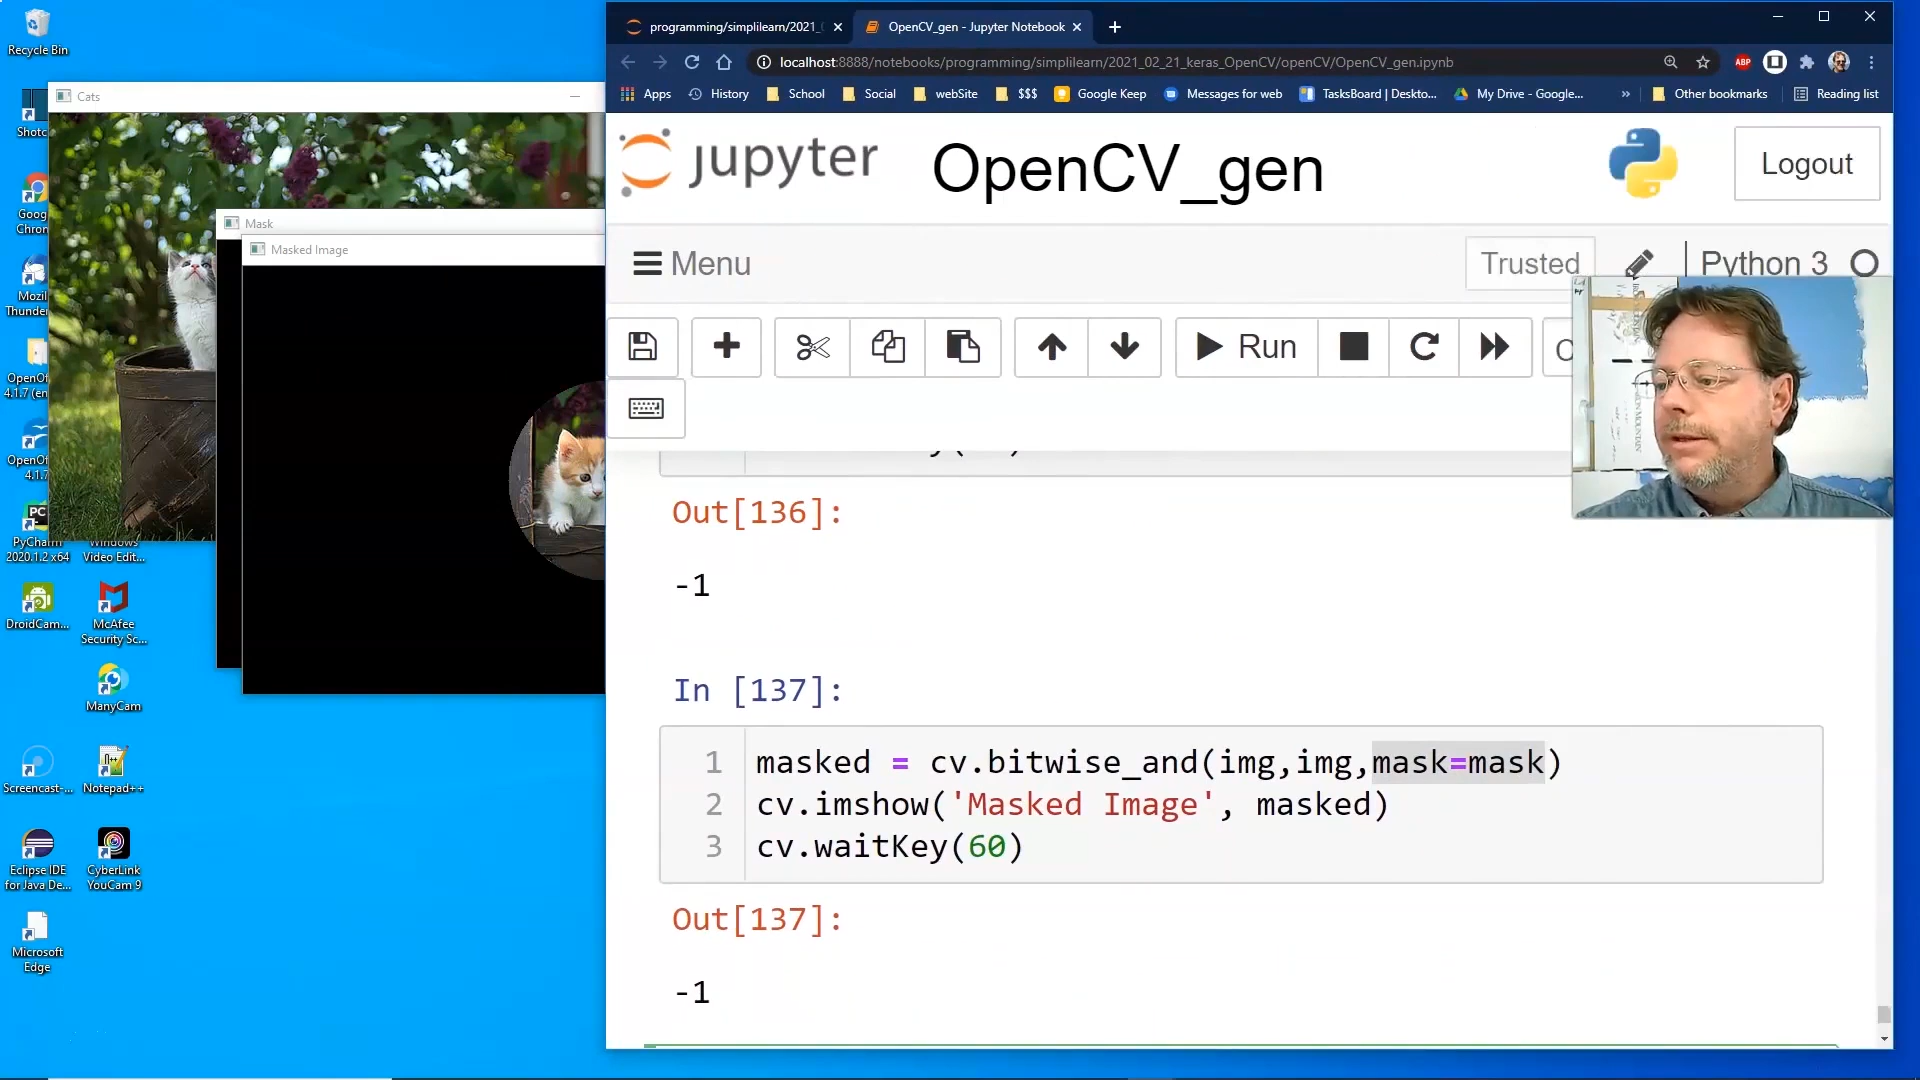 Recycle Bin
Shotc
Goog
Chron
Mozil
Thunder
OpenOf
4.1.7 (en
OpenOf
4.1.7
PyCharm
2020.1.2 x64
Windows
Video Edit...
DroidCam...
McAfee
Security Sc...
ManyCam
Screencast-...
Notepad++
Eclipse IDE
for Java De...
CyberLink
YouCam 9
Microsoft
Edge
Cats
Mask
Masked Image
programming/simplilearn/2021_
OpenCV_gen - Jupyter Notebook
localhost:8888/notebooks/programming/simplilearn/2021_02_21_keras_OpenCV/openCV/OpenCV_gen.ipynb
ABP
Apps History School Social webSite $$$ Google Keep Messages for web TasksBoard | Deskto... My Drive - Google... » Other bookmarks Reading list
jupyter OpenCV_gen Logout
Menu Trusted Python 3
Run
Out[136]:
-1
In [137]:
1 masked = cv.bitwise_and(img,img,mask=mask)
2 cv.imshow('Masked Image', masked)
3 cv.waitKey(60)
Out[137]:
-1